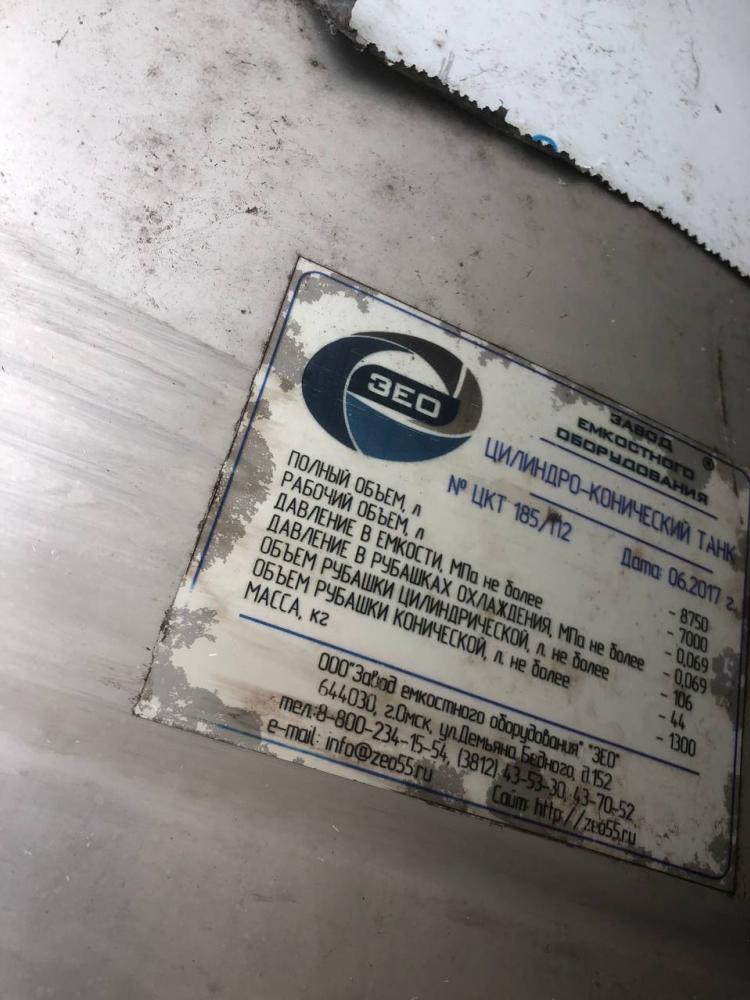 ЗЕО
ЗАВОД
ЕМКОСТНОГО
ОБОРУДОВАНИЯ ®
ЦИЛИНДРО-КОНИЧЕСКИЙ ТАНК
№ ЦКТ 185/112
Дата: 06.2017 г.
ПОЛНЫЙ ОБЪЕМ, л - 8750
РАБОЧИЙ ОБЪЕМ, л - 7000
ДАВЛЕНИЕ В ЕМКОСТИ, МПа не более - 0,069
ДАВЛЕНИЕ В РУБАШКАХ ОХЛАЖДЕНИЯ, МПа не более - 0,069
ОБЪЕМ РУБАШКИ ЦИЛИНДРИЧЕСКОЙ, л. не более - 106
ОБЪЕМ РУБАШКИ КОНИЧЕСКОЙ, л. не более - 44
МАССА, кг - 1300
ООО"Завод емкостного оборудования" "ЗЕО"
644030, г.Омск, ул.Демьяна Бедного, д.152
тел.:8-800-234-15-54, (3812) 43-53-30, 43-70-52
e-mail: info@zeo55.ru Сайт: http://zeo55.ru